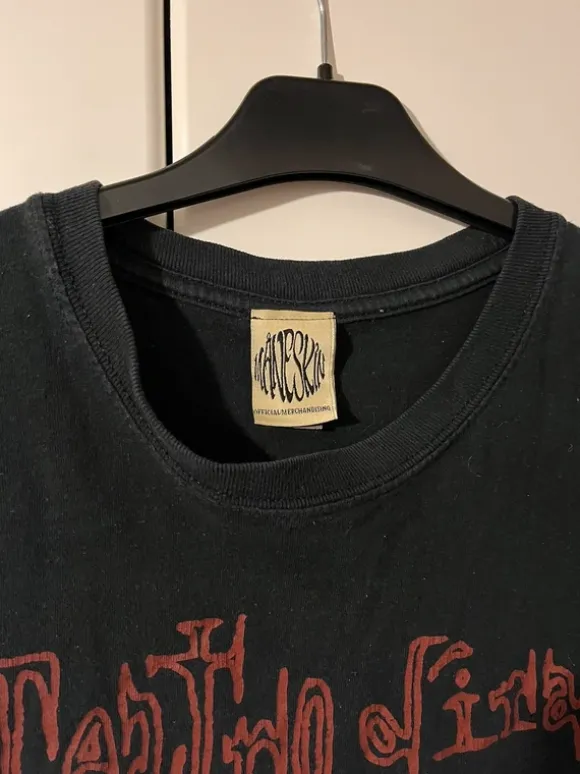 MÅNESKIN
OFFICIAL MERCHANDISING
Teatro d'ira